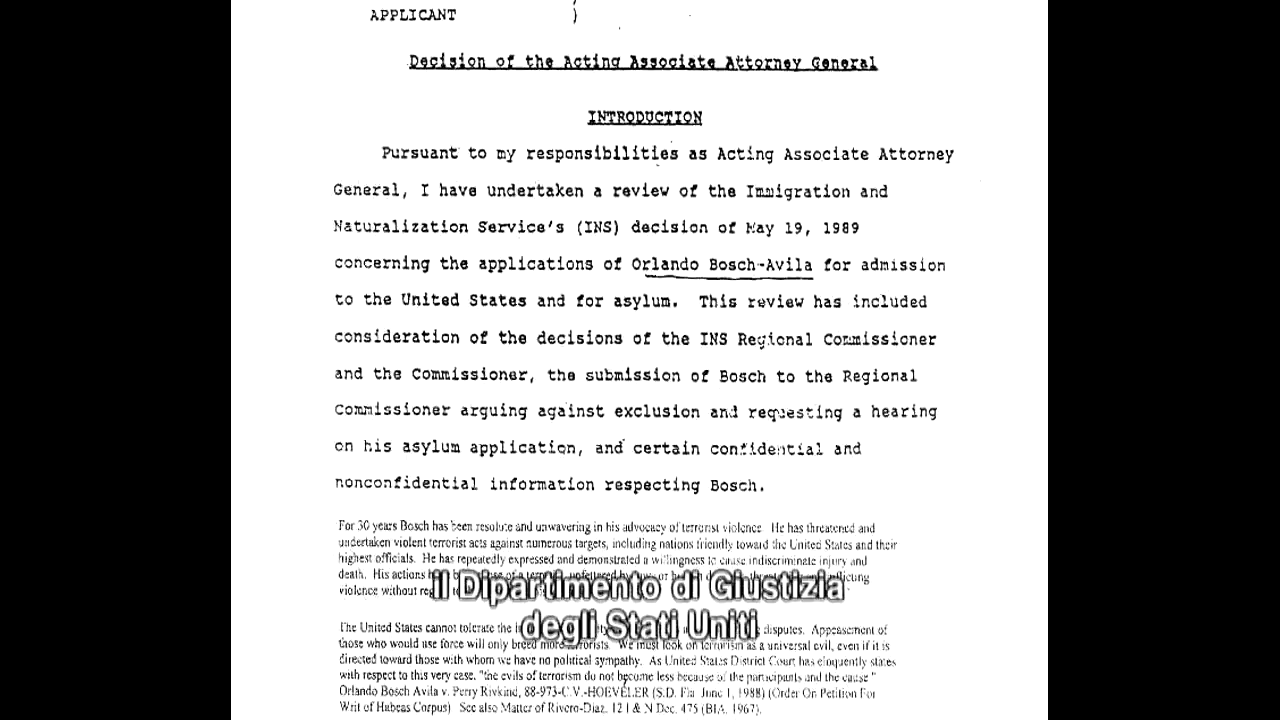 APPLICANT )
Decision of the Acting Associate Attorney General
INTRODUCTION
Pursuant to my responsibilities as Acting Associate Attorney
General, I have undertaken a review of the Immigration and
Naturalization Service's (INS) decision of May 19, 1989
concerning the applications of Orlando Bosch-Avila for admission
to the United States and for asylum. This review has included
consideration of the decisions of the INS Regional Commissioner
and the Commissioner, the submission of Bosch to the Regional
Commissioner arguing against exclusion and requesting a hearing
on his asylum application, and certain confidential and
nonconfidential information respecting Bosch.
For 30 years Bosch has been resolute and unwavering in his advocacy of terrorist violence. He has threatened and
undertaken violent terrorist acts against numerous targets, including nations friendly toward the United States and their
highest officials. He has repeatedly expressed and demonstrated a willingness to cause indiscriminate injury and
death. His actions
violence without
il Dipartimento di Giustizia
degli Stati Uniti
The United States cannot tolerate the disputes. Appeasement of
those who would use force will only breed more terrorists. We must look on terrorism as a universal evil, even if it is
directed toward those with whom we have no political sympathy. As United States District Court has eloquently states
with respect to this very case. "the evils of terrorism do not become less because of the participants and the cause"
Orlando Bosch Avila v. Perry Rivkind, 88-973-C.V.-HOEVELER (S.D. Fla June 1, 1988) (Order On Petition For
Writ of Habeas Corpus) See also Matter of Rivero-Diaz. 12 I & N Dec. 475 (BIA. 1967).